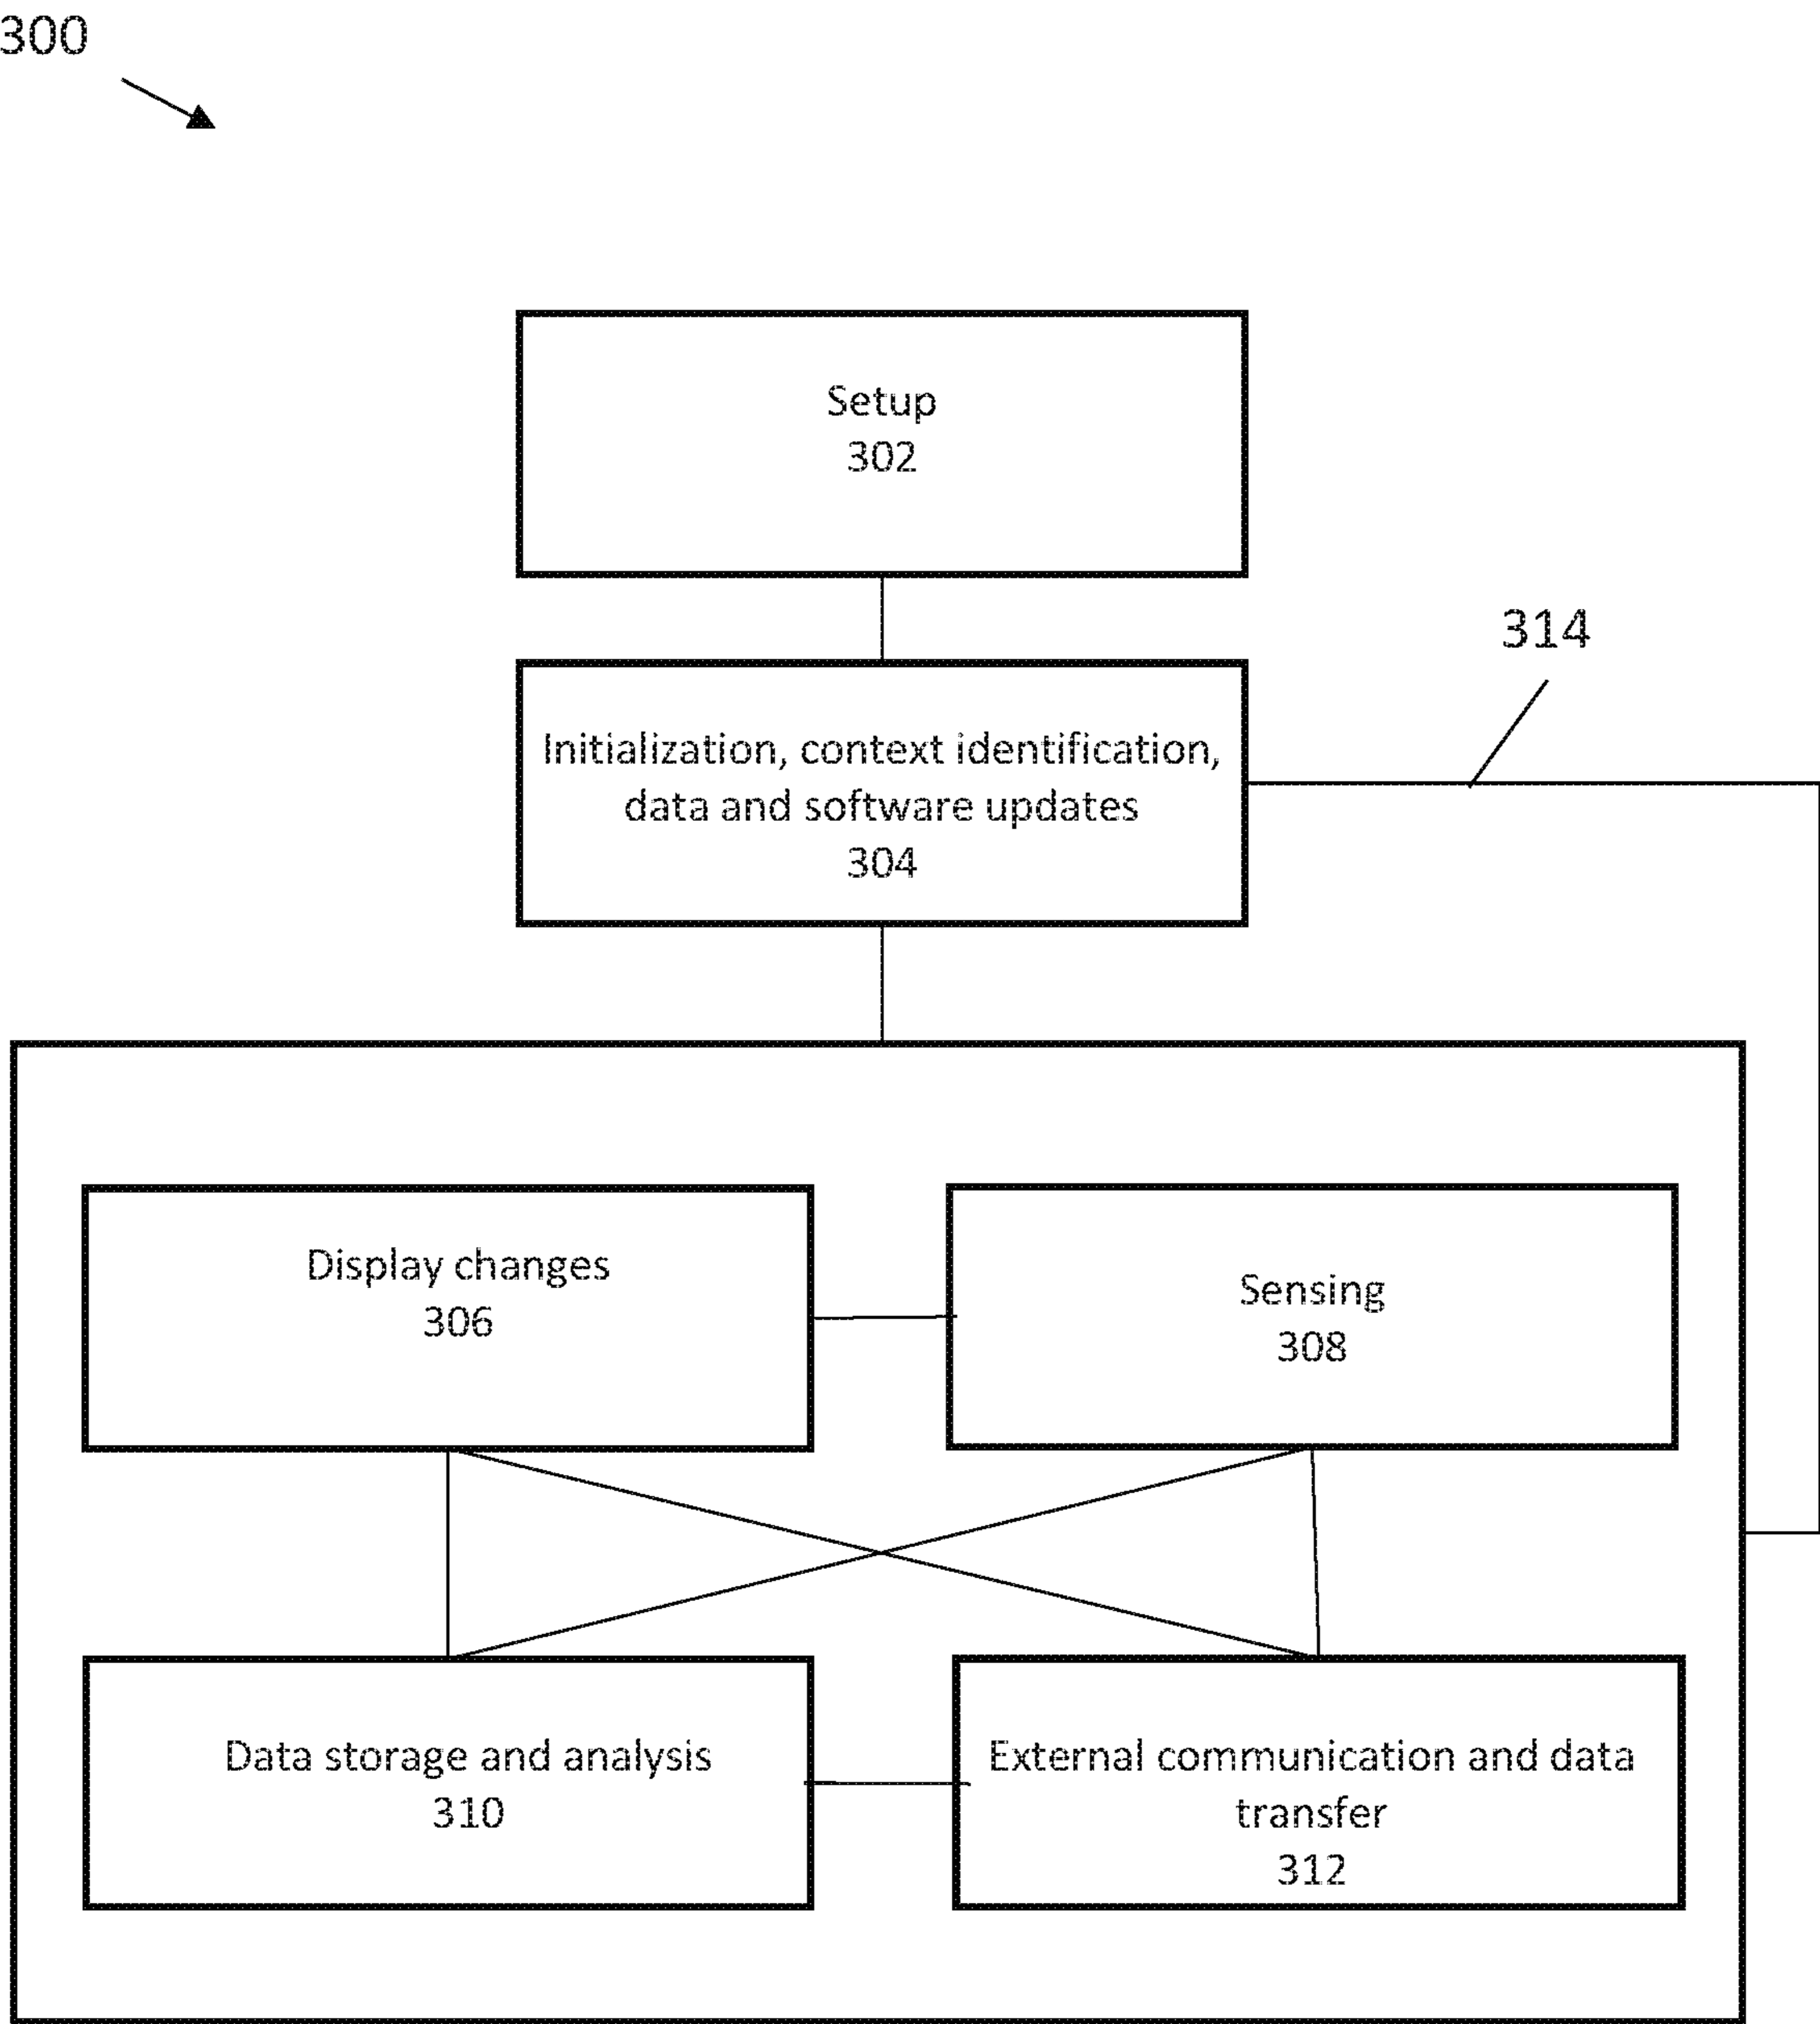 300
Setup
302
314
Initialization, context identification,
data and software updates
304
Display changes
306
Sensing
308
Data storage and analysis
310
External communication and data
transfer
312